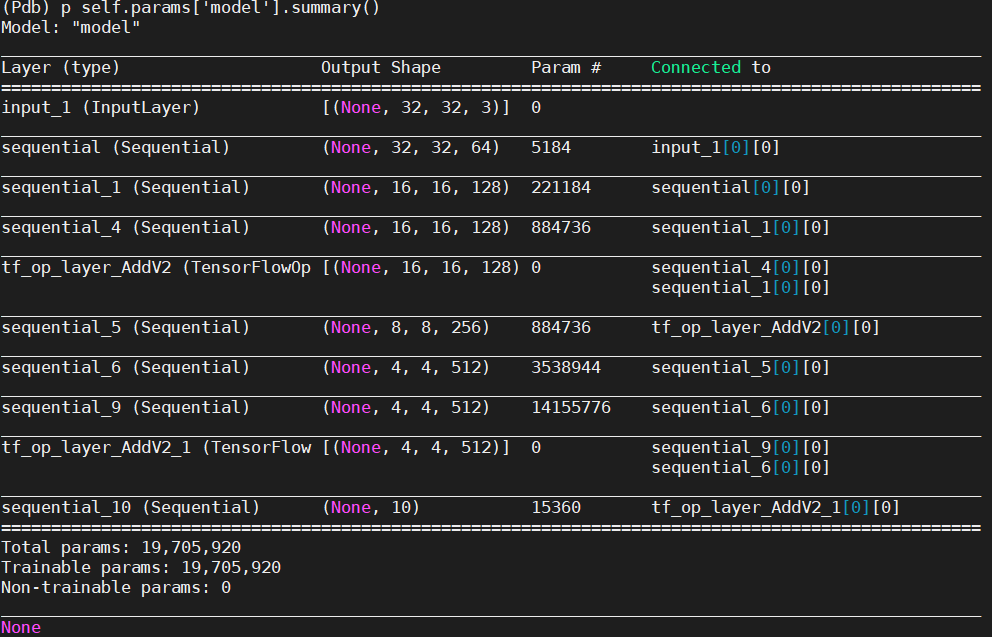 (Pdb) p self.params['model'].summary()
Model: "model"
Layer (type) Output Shape Param # Connected to
input_1 (InputLayer) [(None, 32, 32, 3)] 0
sequential (Sequential) (None, 32, 32, 64) 5184 input_1[0][0]
sequential_1 (Sequential) (None, 16, 16, 128) 221184 sequential[0][0]
sequential_4 (Sequential) (None, 16, 16, 128) 884736 sequential_1[0][0]
tf_op_layer_AddV2 (TensorFlowOp [(None, 16, 16, 128) 0 sequential_4[0][0]
sequential_1[0][0]
sequential_5 (Sequential) (None, 8, 8, 256) 884736 tf_op_layer_AddV2[0][0]
sequential_6 (Sequential) (None, 4, 4, 512) 3538944 sequential_5[0][0]
sequential_9 (Sequential) (None, 4, 4, 512) 14155776 sequential_6[0][0]
tf_op_layer_AddV2_1 (TensorFlow [(None, 4, 4, 512)] 0 sequential_9[0][0]
sequential_6[0][0]
sequential_10 (Sequential) (None, 10) 15360 tf_op_layer_AddV2_1[0][0]
Total params: 19,705,920
Trainable params: 19,705,920
Non-trainable params: 0
None